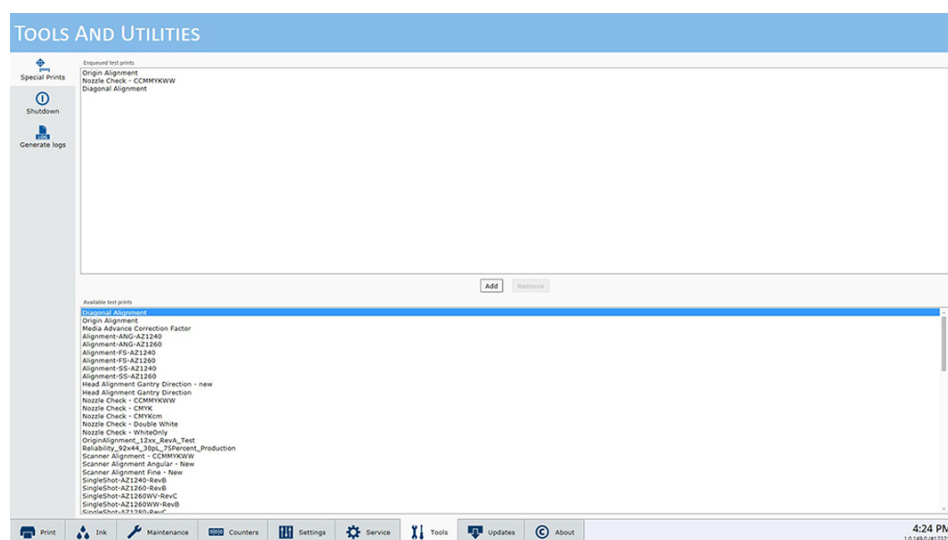 TOOLS AND UTILITIES
Special Prints
Shutdown
LOG
Generate logs
Enqueued test prints
Origin Alignment
Nozzle Check - CCMMYKWW
Diagonal Alignment
Add
Remove
Available test prints
Diagonal Alignment
Origin Alignment
Media Advance Correction Factor
Alignment-ANG-AZ1240
Alignment-ANG-AZ1260
Alignment-FS-AZ1240
Alignment-FS-AZ1260
Alignment-SS-AZ1240
Alignment-SS-AZ1260
Head Alignment Gantry Direction - new
Head Alignment Gantry Direction
Nozzle Check - CCMMYKWW
Nozzle Check - CMYK
Nozzle Check - CMYKcm
Nozzle Check - Double White
Nozzle Check - WhiteOnly
OriginAlignment_12xx_RevA_Test
Reliability_92x44_30pL_75Percent_Production
Scanner Alignment - CCMMYKWW
Scanner Alignment Angular - New
Scanner Alignment Fine - New
SingleShot-AZ1240-RevB
SingleShot-AZ1260-RevB
SingleShot-AZ1260WV-RevC
SingleShot-AZ1260WW-RevB
SingleShot-AZ1280-RevC
Print
Ink
Maintenance
Counters
Settings
Service
Tools
Updates
About
4:24 PM